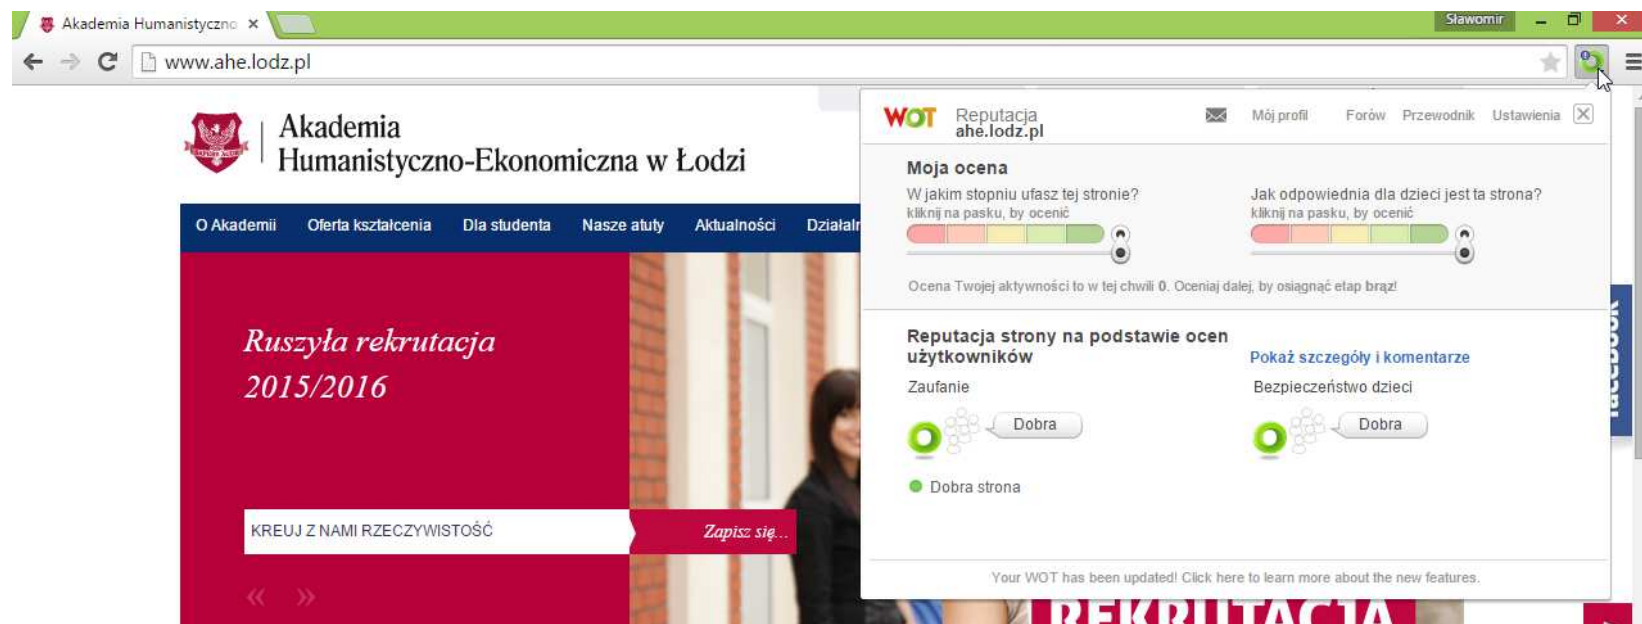 Akademia Humanistyczno
Sławomir
www.ahe.lodz.pl
Akademia
Humanistyczno-Ekonomiczna w Łodzi
O Akademii Oferta kształcenia Dla studenta Nasze atuty Aktualności Działaln
Ruszyła rekrutacja
2015/2016
KREUJ Z NAMI RZECZYWISTOŚĆ
Zapisz się...
REKRUTACJA
WOT Reputacja
ahe.lodz.pl
Mój profil Forów Przewodnik Ustawienia
Moja ocena
W jakim stopniu ufasz tej stronie?
kliknij na pasku, by ocenić
Jak odpowiednia dla dzieci jest ta strona?
kliknij na pasku, by ocenić
Ocena Twojej aktywności to w tej chwili 0. Oceniaj dalej, by osiągnąć etap brąz!
Reputacja strony na podstawie ocen
użytkowników
Pokaż szczegóły i komentarze
Zaufanie
Dobra
Bezpieczeństwo dzieci
Dobra
Dobra strona
Your WOT has been updated! Click here to learn more about the new features.
facebook